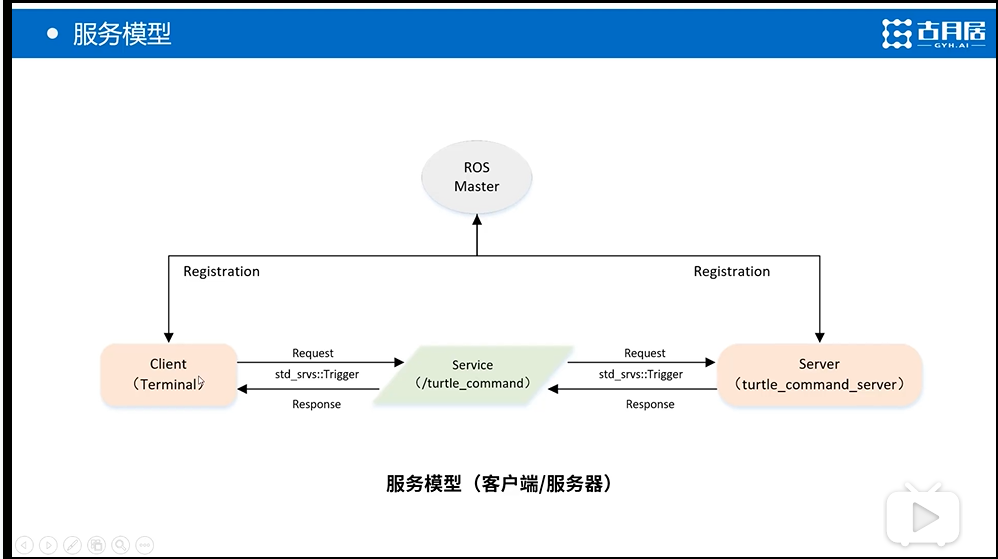 服务模型
古月居
GYH.AI
ROS
Master
Registration
Registration
Client
（Terminal）
Request
std_srvs::Trigger
Response
Service
（/turtle_command）
Request
std_srvs::Trigger
Response
Server
（turtle_command_server）
服务模型（客户端/服务器）